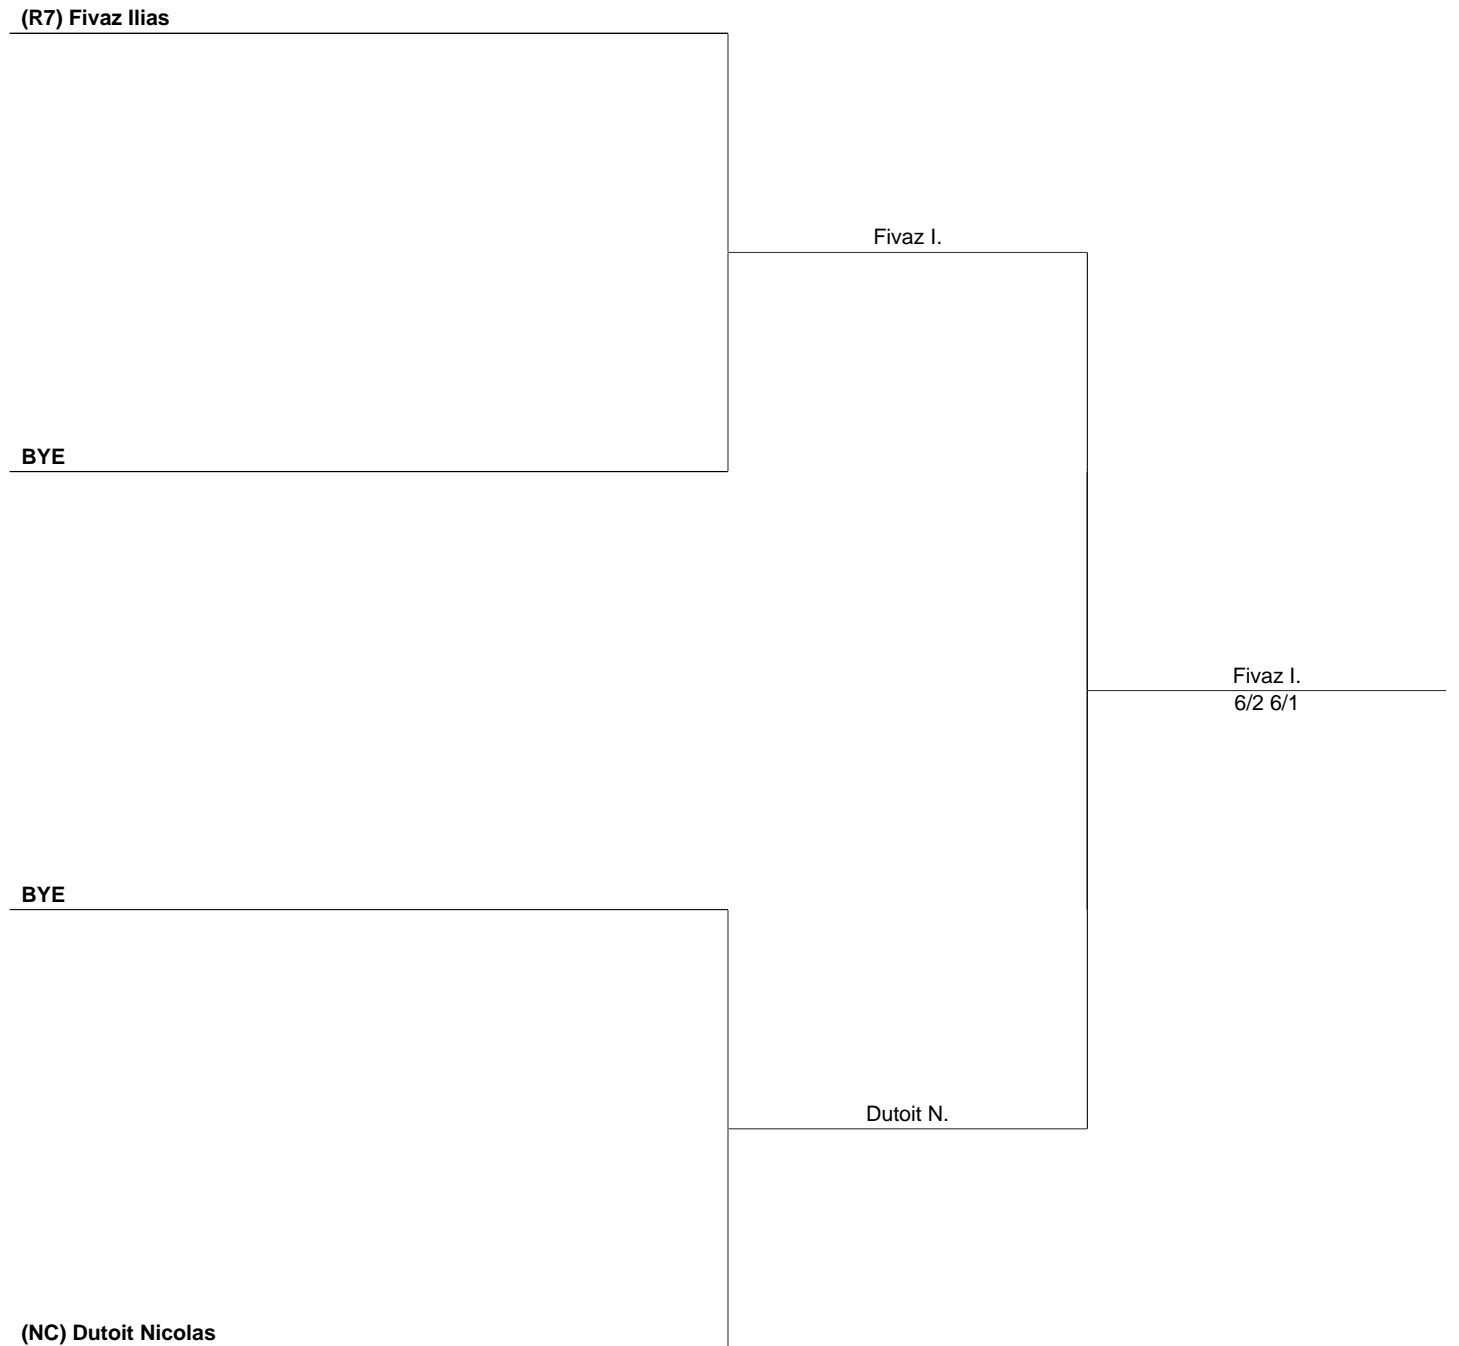 (R7) Fivaz Ilias
Fivaz I.
BYE
Fivaz I.
6/2 6/1
BYE
Dutoit N.
(NC) Dutoit Nicolas